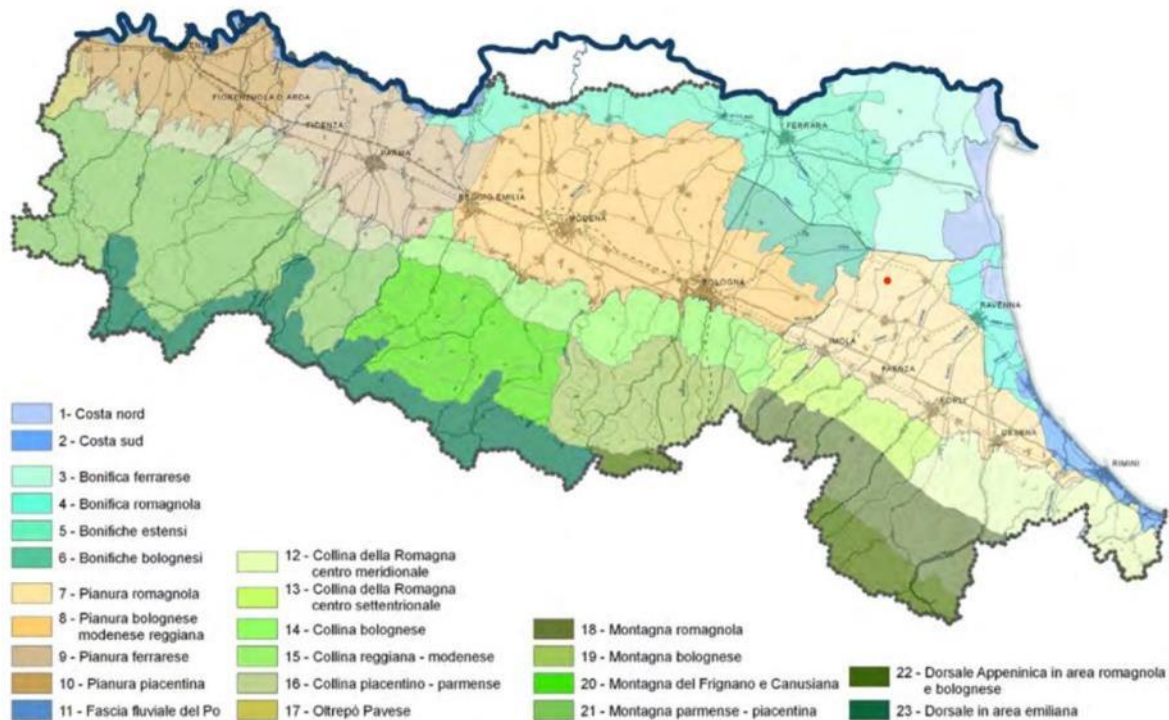 FIORENZUOLA D'ARDA
FIDENZA
PARMA
REGGIO EMILIA
MODENA
BOLOGNA
FERRARA
RAVENNA
IMOLA
FAENZA
FORLI'
CESENA
RIMINI
1- Costa nord
2 - Costa sud
3 - Bonifica ferrarese
4 - Bonifica romagnola
5 - Bonifiche estensi
6 - Bonifiche bolognesi
7 - Pianura romagnola
8 - Pianura bolognese
modenese reggiana
9 - Pianura ferrarese
10 - Pianura piacentina
11 - Fascia fluviale del Po
12 - Collina della Romagna
centro meridionale
13 - Collina della Romagna
centro settentrionale
14 - Collina bolognese
15 - Collina reggiana - modenese
16 - Collina piacentino - parmense
17 - Oltrepò Pavese
18 - Montagna romagnola
19 - Montagna bolognese
20 - Montagna del Frignano e Canusiana
21 - Montagna parmense - piacentina
22 - Dorsale Appeninica in area romagnola
e bolognese
23 - Dorsale in area emiliana